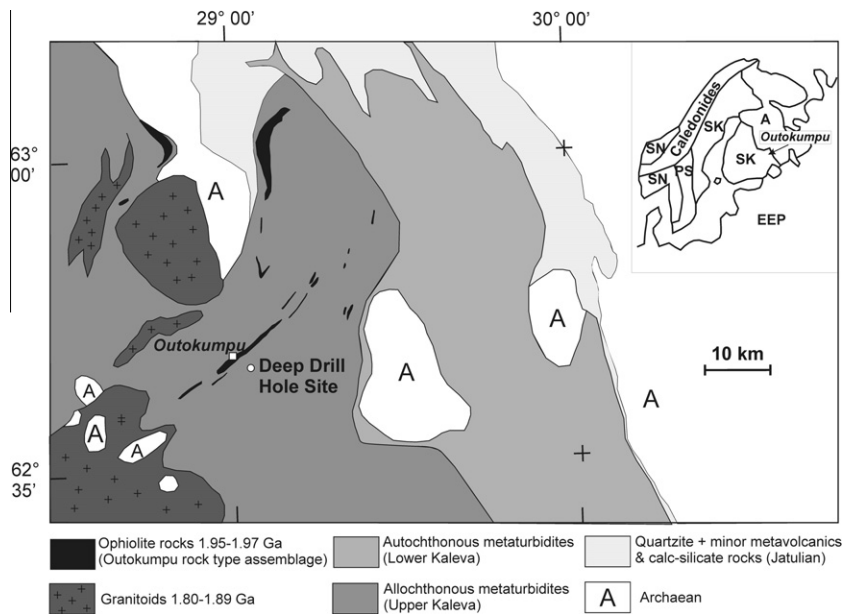 29° 00'
30° 00'
63°
00'
62°
35'
A
A
A
A
A
A
A
Outokumpu
Deep Drill
Hole Site
10 km
Caledonides
SK
A
Outokumpu
SN
SK
SN
PS
EEP
Ophiolite rocks 1.95-1.97 Ga
(Outokumpu rock type assemblage)
Granitoids 1.80-1.89 Ga
Autochthonous metaturbidites
(Lower Kaleva)
Allochthonous metaturbidites
(Upper Kaleva)
Quartzite + minor metavolcanics
& calc-silicate rocks (Jatulian)
A
Archaean